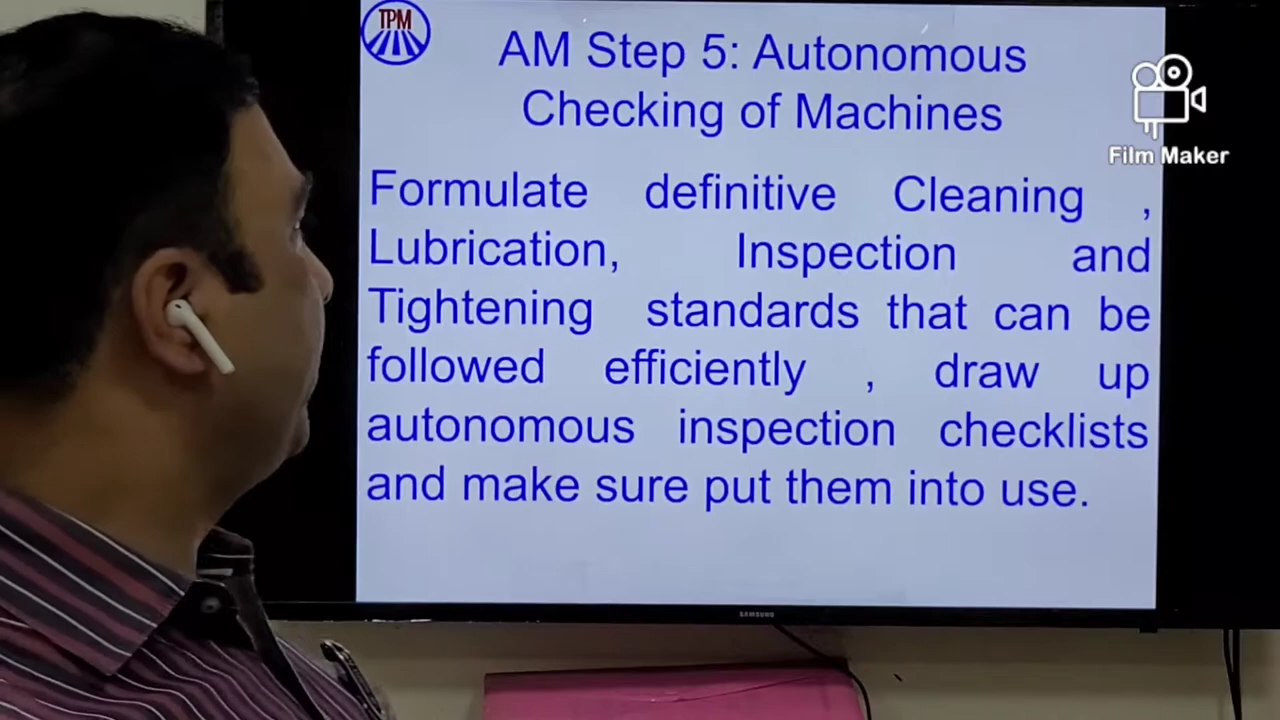 TPM
AM Step 5: Autonomous
Checking of Machines
Film Maker
Formulate definitive Cleaning ,
Lubrication, Inspection and
Tightening standards that can be
followed efficiently , draw up
autonomous inspection checklists
and make sure put them into use.
SAMSUNG